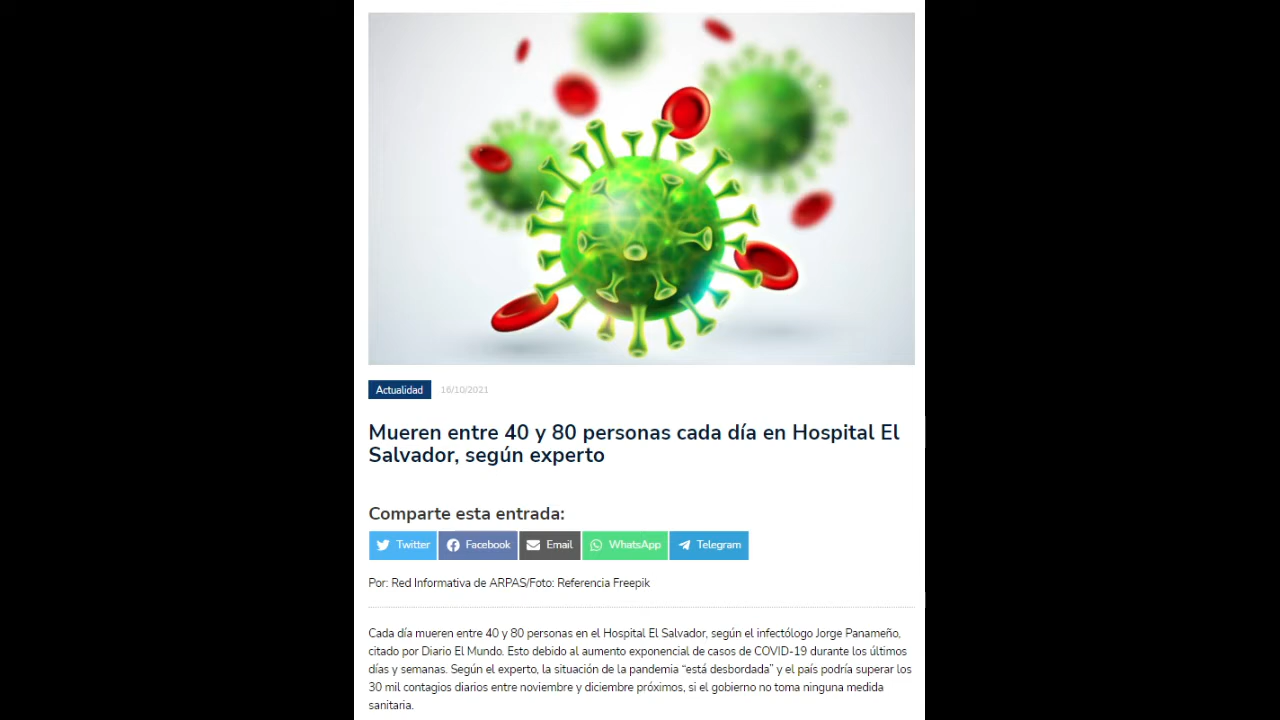 Actualidad 16/10/2021
Mueren entre 40 y 80 personas cada día en Hospital El
Salvador, según experto
Comparte esta entrada:
Twitter Facebook Email WhatsApp Telegram
Por: Red Informativa de ARPAS/Foto: Referencia Freepik
Cada día mueren entre 40 y 80 personas en el Hospital El Salvador, según el infectólogo Jorge Panameño,
citado por Diario El Mundo. Esto debido al aumento exponencial de casos de COVID-19 durante los últimos
días y semanas. Según el experto, la situación de la pandemia “está desbordada” y el país podría superar los
30 mil contagios diarios entre noviembre y diciembre próximos, si el gobierno no toma ninguna medida
sanitaria.